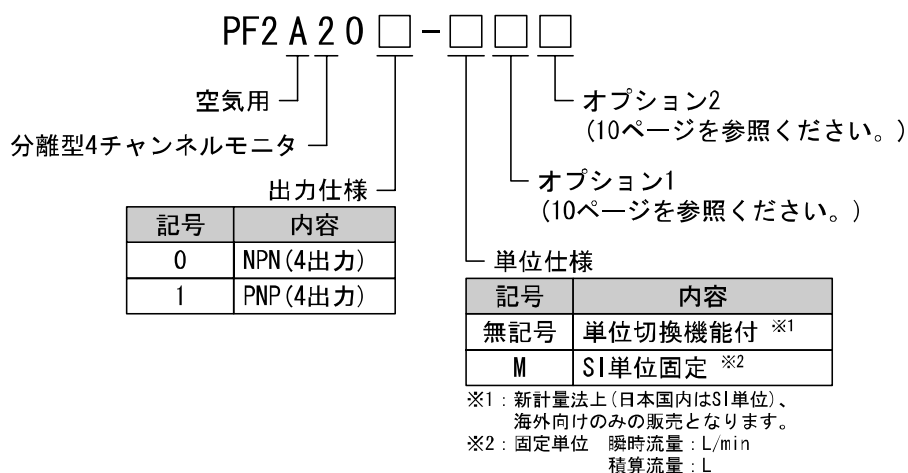 PF2A20□-□□□
空気用
オプション2
(10ページを参照ください。)
分離型4チャンネルモニタ
オプション1
(10ページを参照ください。)
出力仕様
記号 内容
0 NPN(4出力)
1 PNP(4出力)
単位仕様
記号 内容
無記号 単位切換機能付 ※1
M SI単位固定 ※2
※1：新計量法上(日本国内はSI単位)、
海外向けのみの販売となります。
※2：固定単位 瞬時流量：L/min
積算流量：L